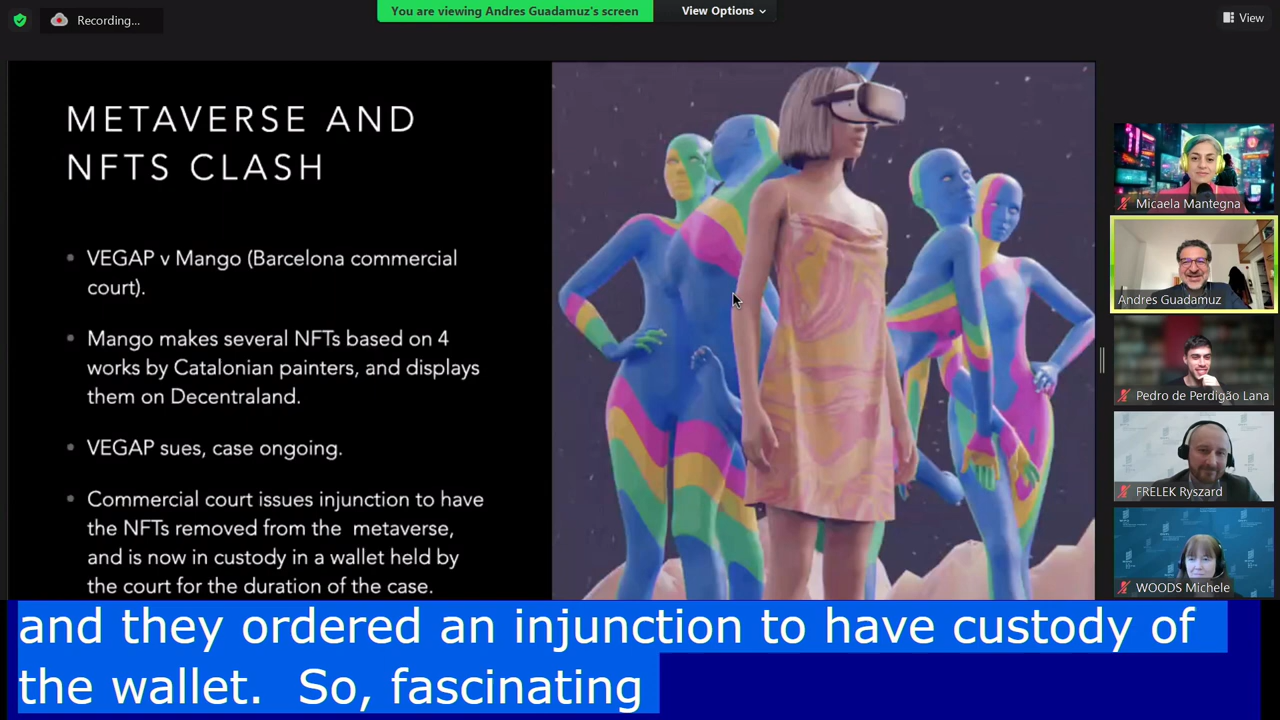 Recording...
You are viewing Andres Guadamuz's screen
View Options
View
METAVERSE AND
NFTS CLASH
VEGAP v Mango (Barcelona commercial
court).
Mango makes several NFTs based on 4
works by Catalonian painters, and displays
them on Decentraland.
VEGAP sues, case ongoing.
Commercial court issues injunction to have
the NFTs removed from the metaverse,
and is now in custody in a wallet held by
the court for the duration of the case.
Micaela Mantegna
Andres Guadamuz
Pedro de Perdigão Lana
FRELEK Ryszard
WOODS Michele
and they ordered an injunction to have custody of
the wallet. So, fascinating